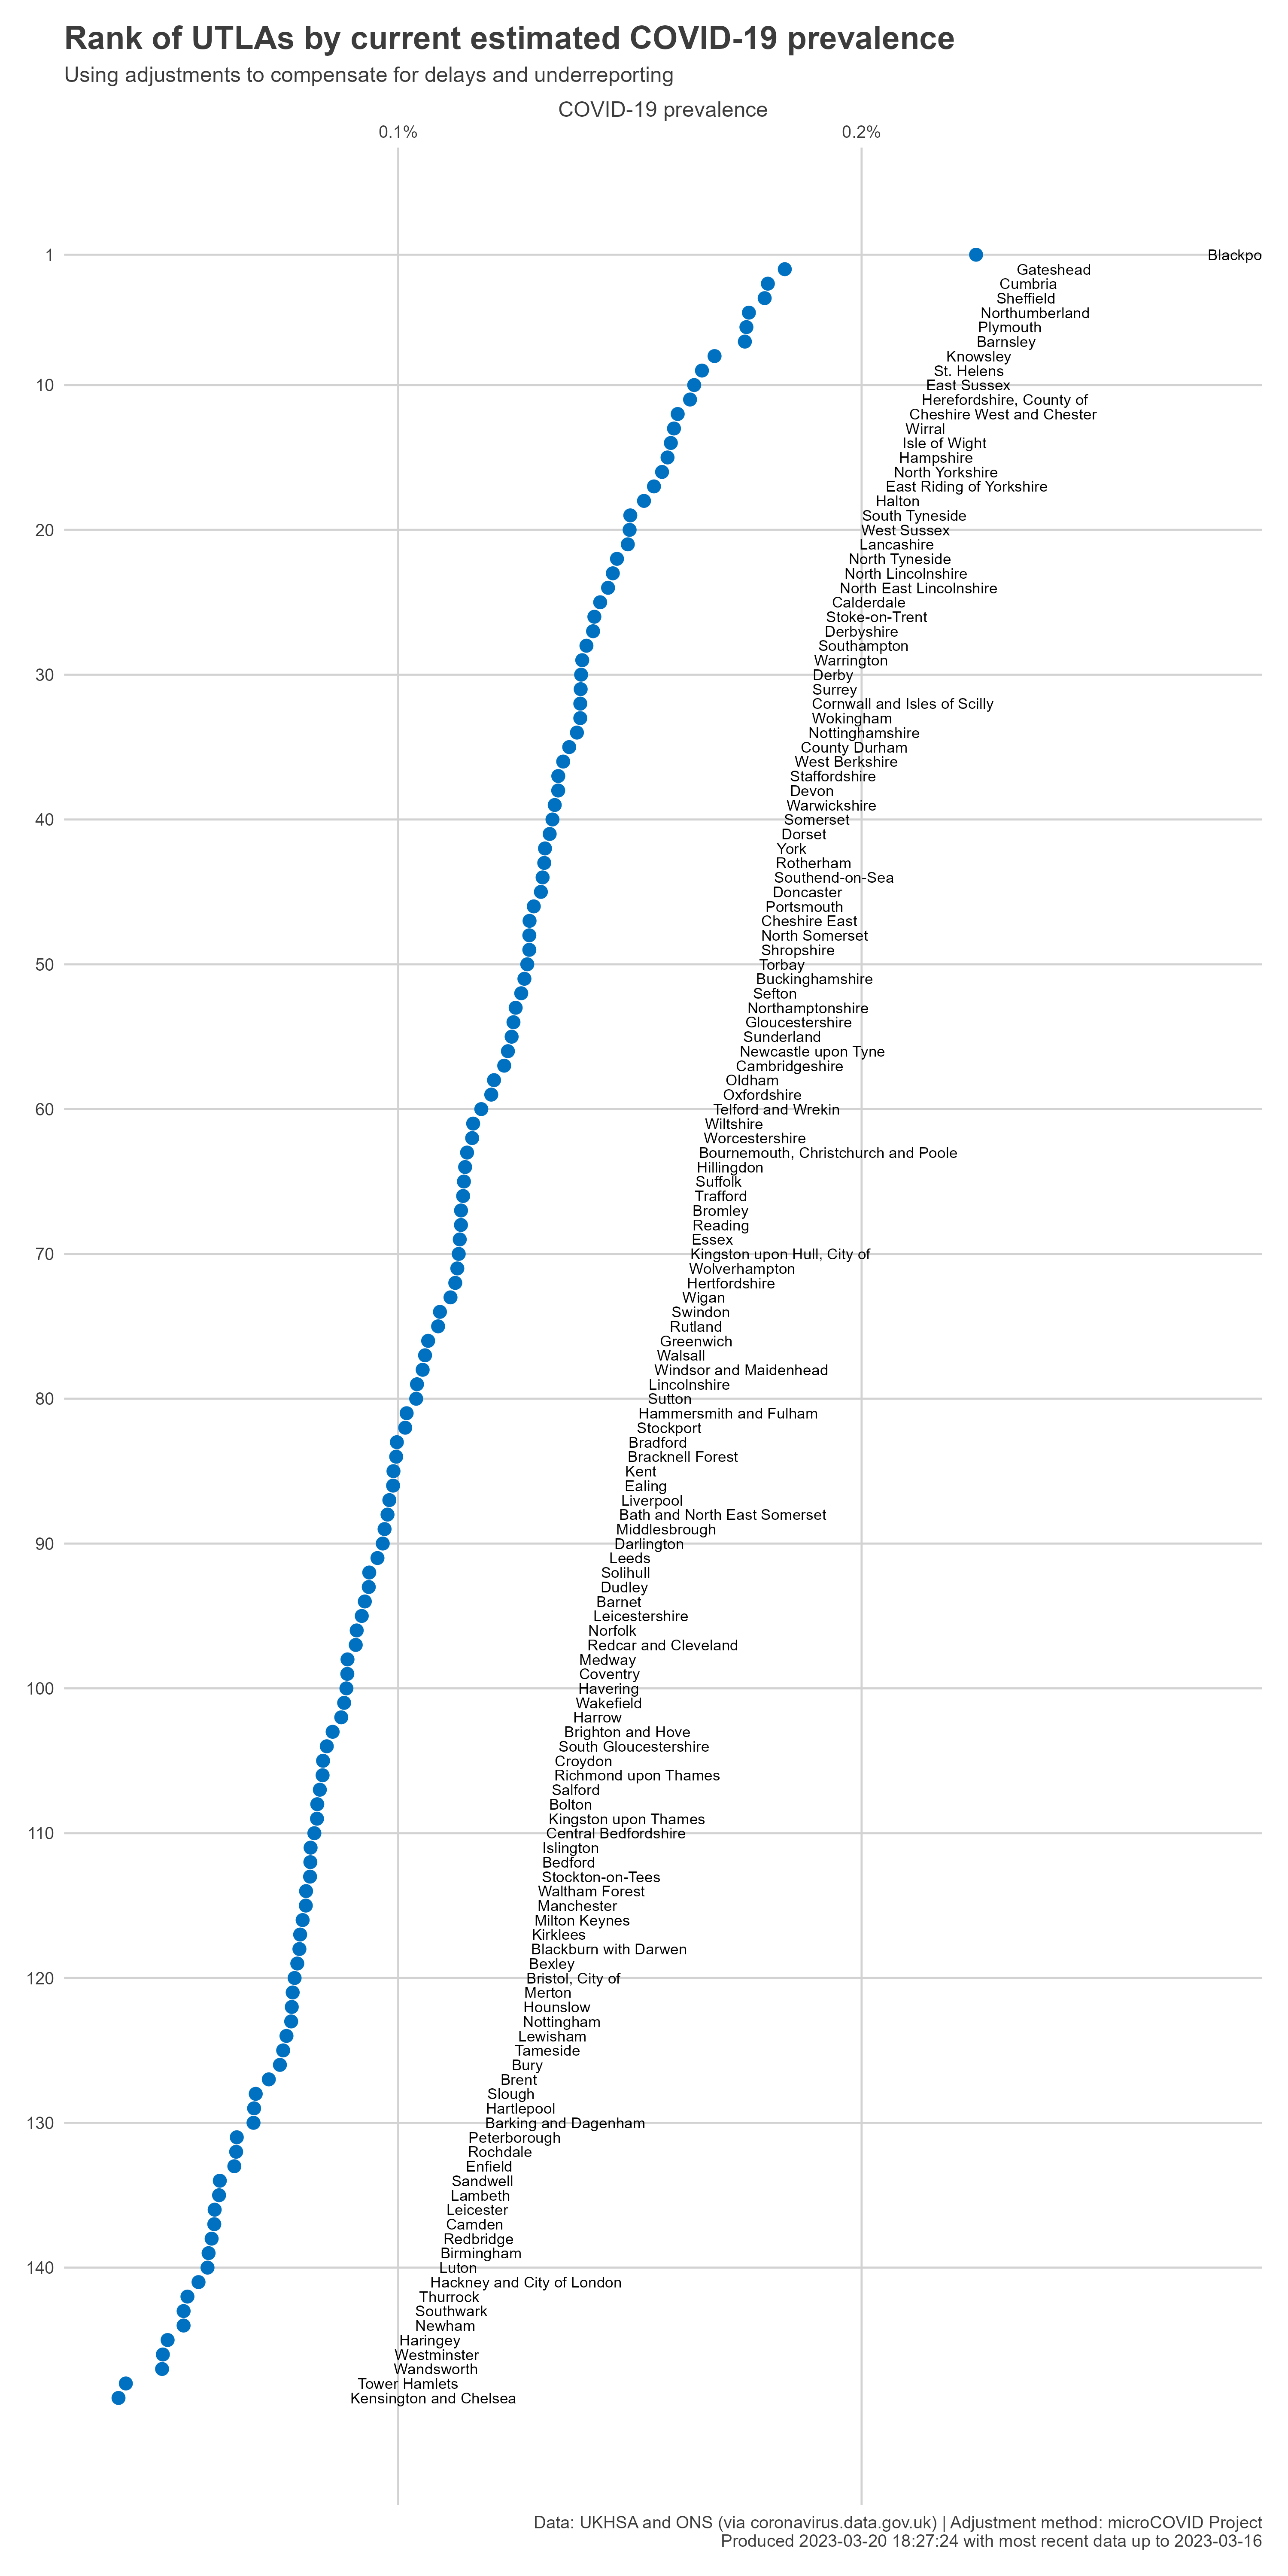 Rank of UTLAs by current estimated COVID-19 prevalence
Using adjustments to compensate for delays and underreporting
COVID-19 prevalence
0.1% 0.2%
1 Blackpo
Gateshead
Cumbria
Sheffield
Northumberland
Plymouth
Barnsley
Knowsley
St. Helens
10 East Sussex
Herefordshire, County of
Cheshire West and Chester
Wirral
Isle of Wight
Hampshire
North Yorkshire
East Riding of Yorkshire
Halton
South Tyneside
20 West Sussex
Lancashire
North Tyneside
North Lincolnshire
North East Lincolnshire
Calderdale
Stoke-on-Trent
Derbyshire
Southampton
Warrington
30 Derby
Surrey
Cornwall and Isles of Scilly
Wokingham
Nottinghamshire
County Durham
West Berkshire
Staffordshire
Devon
Warwickshire
40 Somerset
Dorset
York
Rotherham
Southend-on-Sea
Doncaster
Portsmouth
Cheshire East
North Somerset
Shropshire
50 Torbay
Buckinghamshire
Sefton
Northamptonshire
Gloucestershire
Sunderland
Newcastle upon Tyne
Cambridgeshire
Oldham
Oxfordshire
60 Telford and Wrekin
Wiltshire
Worcestershire
Bournemouth, Christchurch and Poole
Hillingdon
Suffolk
Trafford
Bromley
Reading
Essex
70 Kingston upon Hull, City of
Wolverhampton
Hertfordshire
Wigan
Swindon
Rutland
Greenwich
Walsall
Windsor and Maidenhead
Lincolnshire
80 Sutton
Hammersmith and Fulham
Stockport
Bradford
Bracknell Forest
Kent
Ealing
Liverpool
Bath and North East Somerset
Middlesbrough
90 Darlington
Leeds
Solihull
Dudley
Barnet
Leicestershire
Norfolk
Redcar and Cleveland
Medway
Coventry
100 Havering
Wakefield
Harrow
Brighton and Hove
South Gloucestershire
Croydon
Richmond upon Thames
Salford
Bolton
Kingston upon Thames
110 Central Bedfordshire
Islington
Bedford
Stockton-on-Tees
Waltham Forest
Manchester
Milton Keynes
Kirklees
Blackburn with Darwen
Bexley
120 Bristol, City of
Merton
Hounslow
Nottingham
Lewisham
Tameside
Bury
Brent
Slough
Hartlepool
130 Barking and Dagenham
Peterborough
Rochdale
Enfield
Sandwell
Lambeth
Leicester
Camden
Redbridge
Birmingham
140 Luton
Hackney and City of London
Thurrock
Southwark
Newham
Haringey
Westminster
Wandsworth
Tower Hamlets
Kensington and Chelsea
Data: UKHSA and ONS (via coronavirus.data.gov.uk) | Adjustment method: microCOVID Project
Produced 2023-03-20 18:27:24 with most recent data up to 2023-03-16